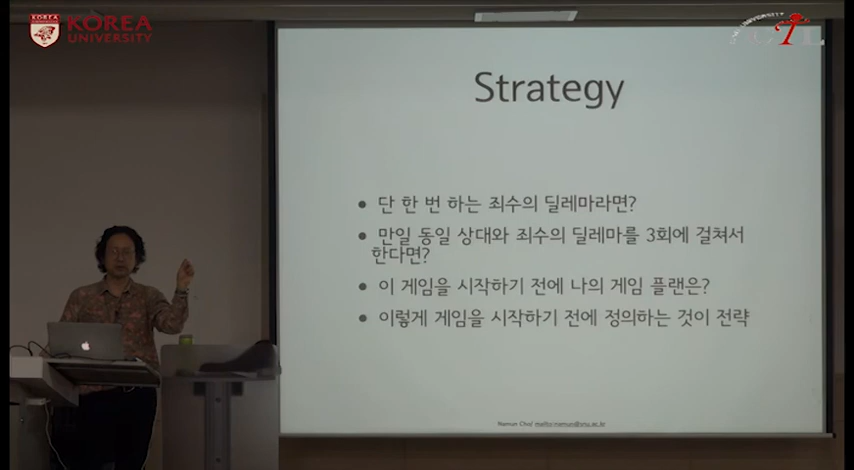 KOREA
UNIVERSITY
Strategy
• 단 한 번 하는 죄수의 딜레마라면?
• 만일 동일 상대와 죄수의 딜레마를 3회에 걸쳐서
한다면?
• 이 게임을 시작하기 전에 나의 게임 플랜은?
• 이렇게 게임을 시작하기 전에 정의하는 것이 전략
Namun Cho/